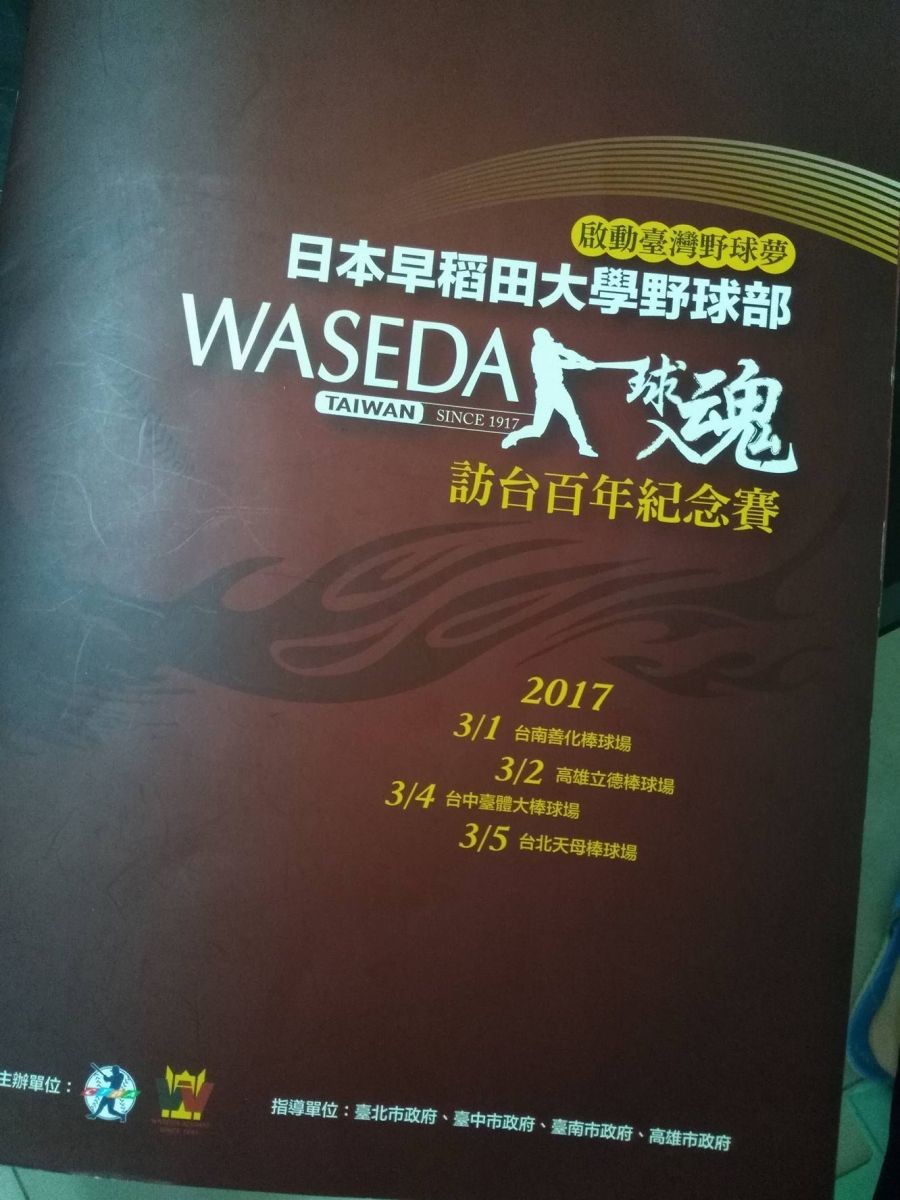 啟動臺灣野球夢
日本早稻田大學野球部
WASEDA
一球入魂
TAIWAN SINCE 1917
訪台百年紀念賽
2017
3/1 台南善化棒球場
3/2 高雄立德棒球場
3/4 台中臺體大棒球場
3/5 台北天母棒球場
主辦單位：
指導單位：臺北市政府、臺中市政府、臺南市政府、高雄市政府